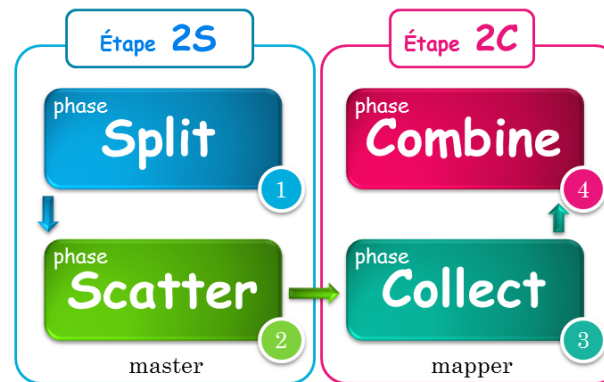 Étape 2S
phase
Split
1
phase
Scatter
2
master
Étape 2C
phase
Combine
4
phase
Collect
3
mapper